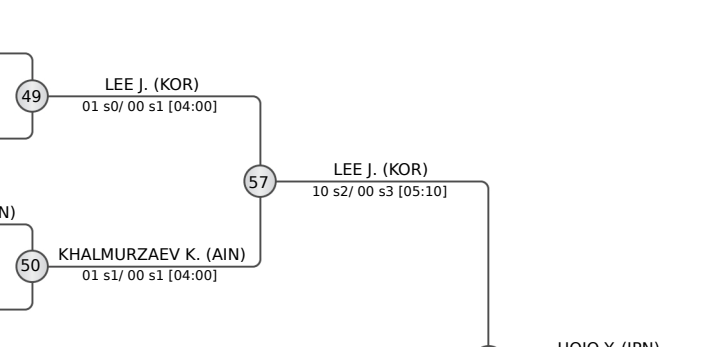 LEE J. (KOR)
49
01 s0/ 00 s1 [04:00]
LEE J. (KOR)
57
10 s2/ 00 s3 [05:10]
N)
KHALMURZAEV K. (AIN)
50
01 s1/ 00 s1 [04:00]